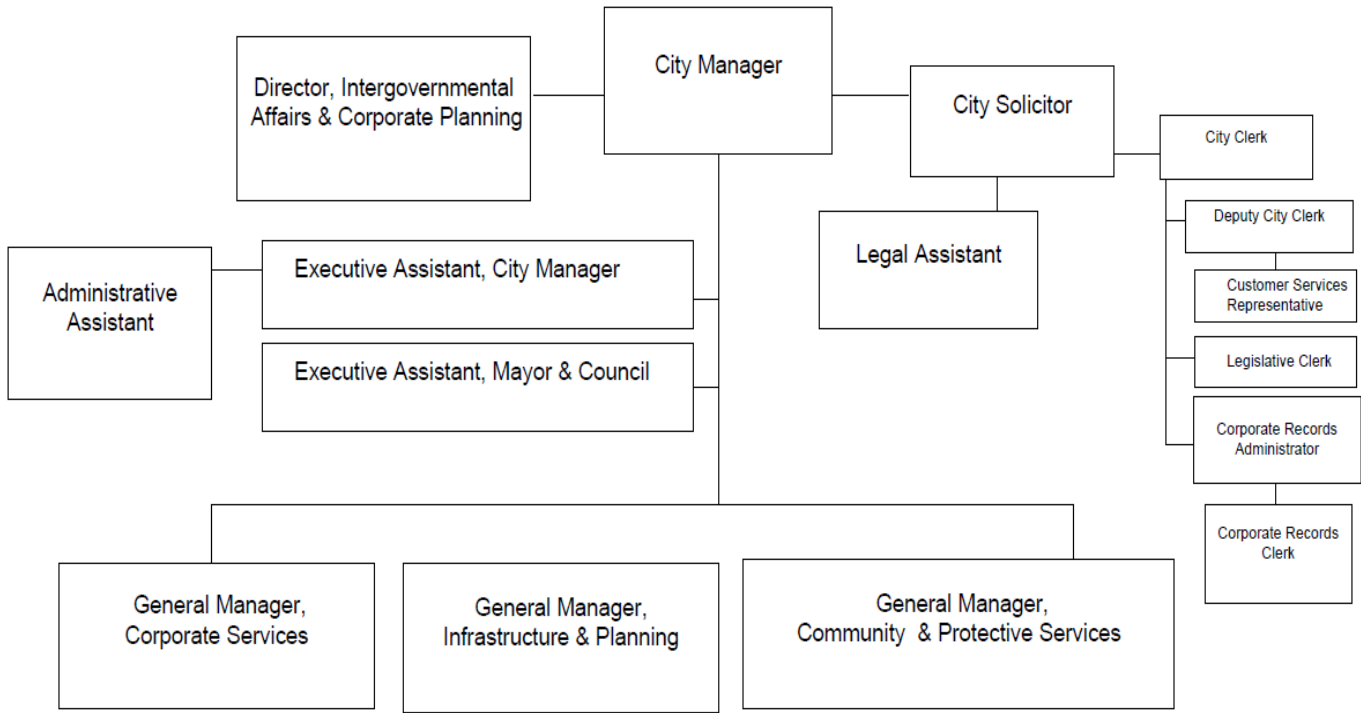 City Manager
Director, Intergovernmental
Affairs & Corporate Planning
City Solicitor
City Clerk
Deputy City Clerk
Legal Assistant
Executive Assistant, City Manager
Customer Services
Representative
Administrative
Assistant
Executive Assistant, Mayor & Council
Legislative Clerk
Corporate Records
Administrator
Corporate Records
Clerk
General Manager,
Corporate Services
General Manager,
Infrastructure & Planning
General Manager,
Community & Protective Services